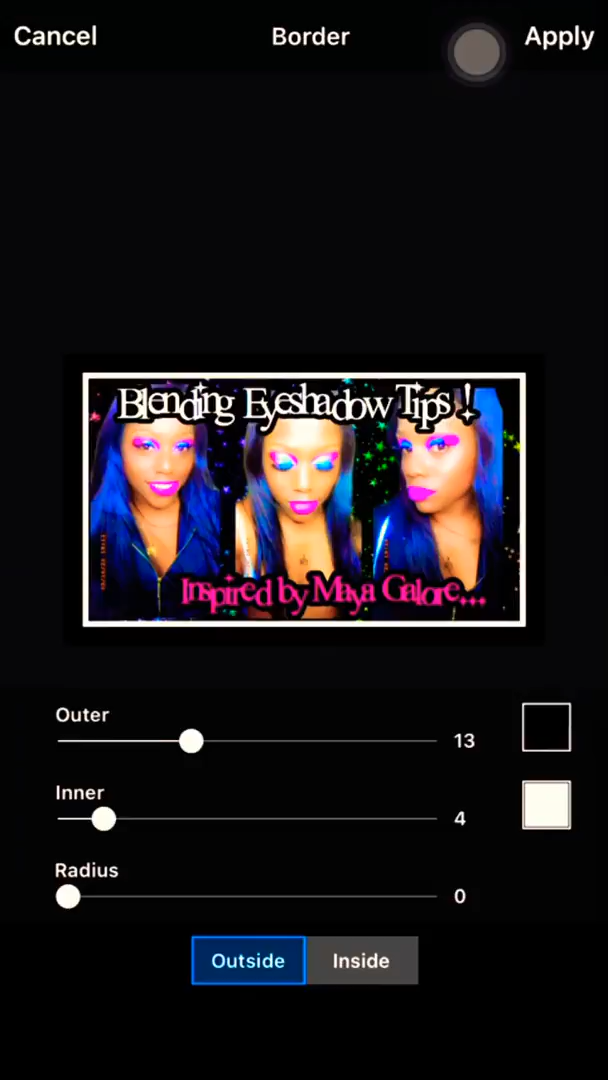 Cancel Border Apply
Blending Eyeshadow Tips !
Inspired by Maya Galore...
Outer
13
Inner
4
Radius
0
Outside Inside